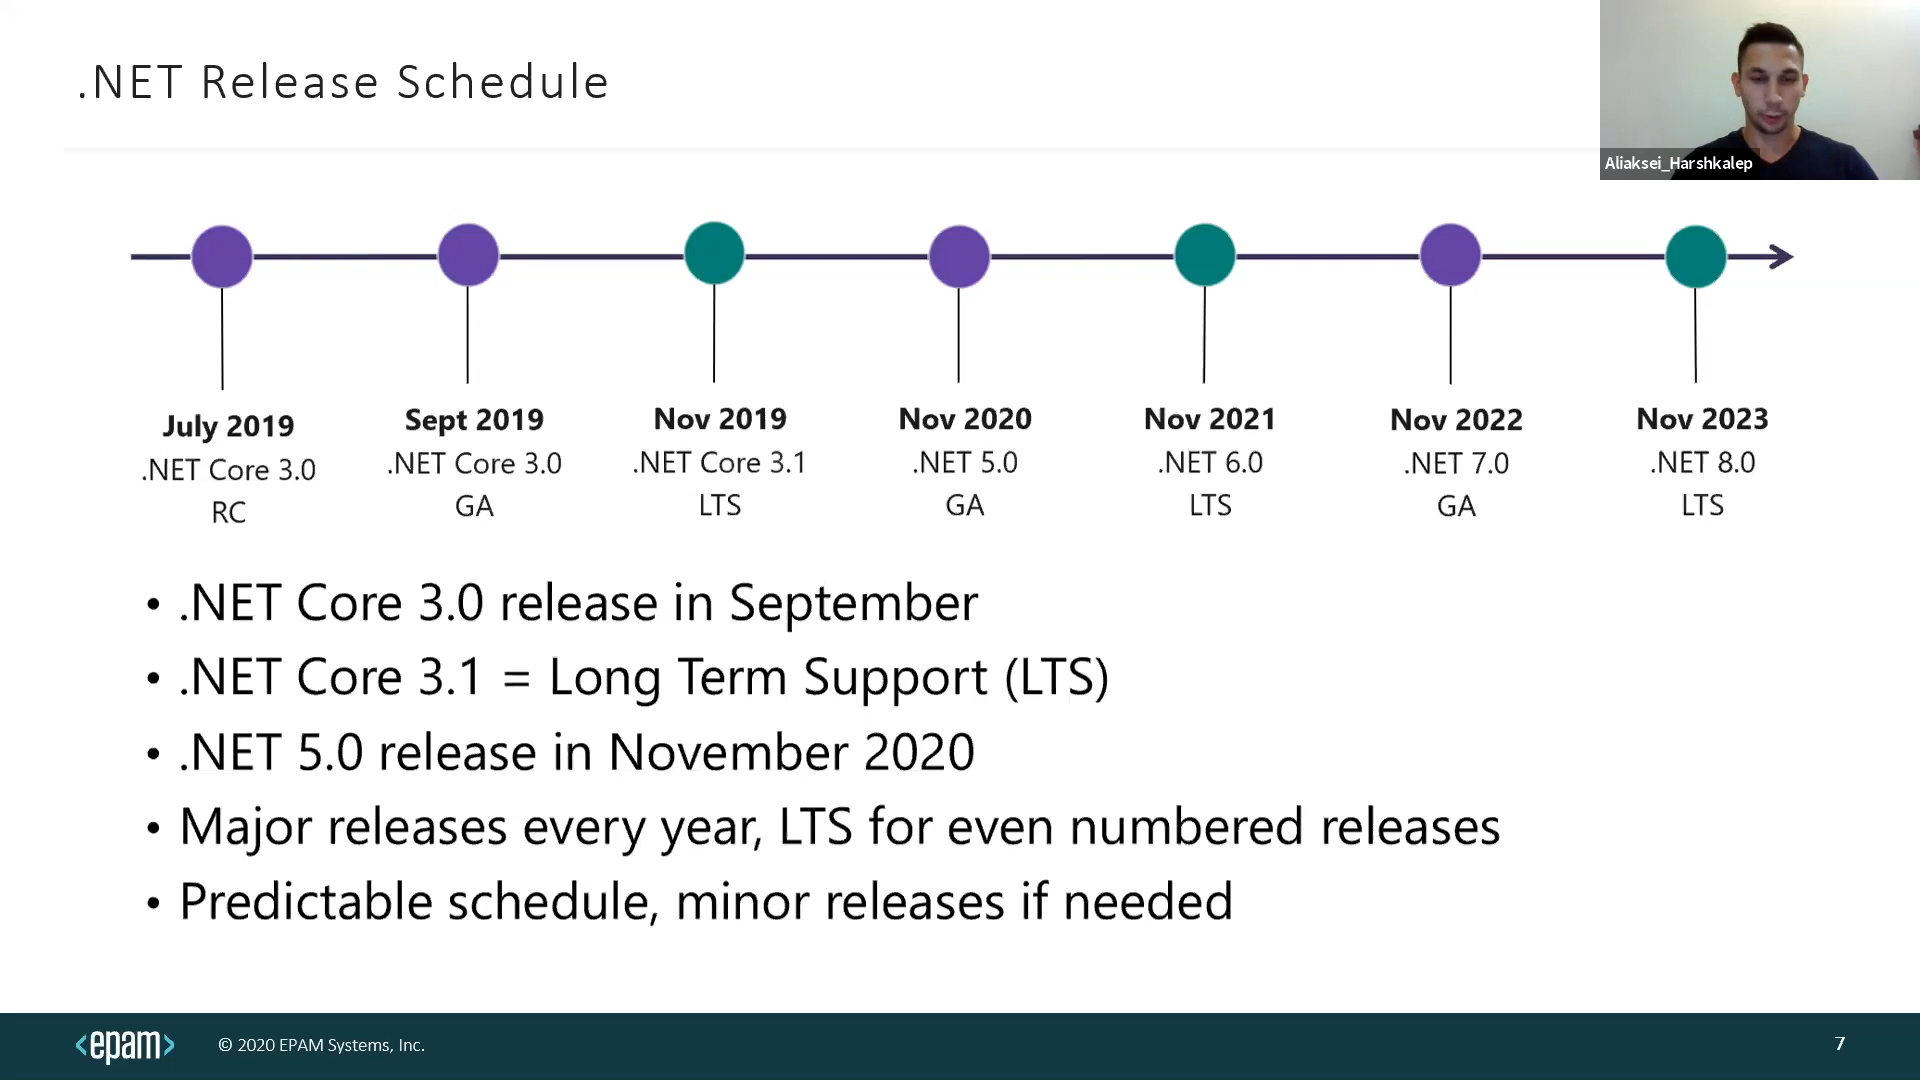 .NET Release Schedule
Aliaksei_Harshkalep
July 2019
.NET Core 3.0
RC
Sept 2019
.NET Core 3.0
GA
Nov 2019
.NET Core 3.1
LTS
Nov 2020
.NET 5.0
GA
Nov 2021
.NET 6.0
LTS
Nov 2022
.NET 7.0
GA
Nov 2023
.NET 8.0
LTS
• .NET Core 3.0 release in September
• .NET Core 3.1 = Long Term Support (LTS)
• .NET 5.0 release in November 2020
• Major releases every year, LTS for even numbered releases
• Predictable schedule, minor releases if needed
<epam> © 2020 EPAM Systems, Inc. 7